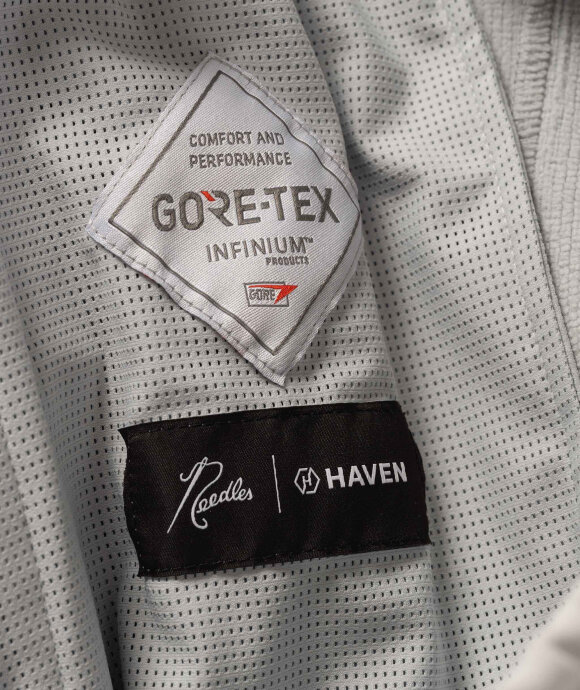 COMFORT AND
PERFORMANCE
GORE-TEX
INFINIUM™
PRODUCTS
GORE
Needles | H HAVEN